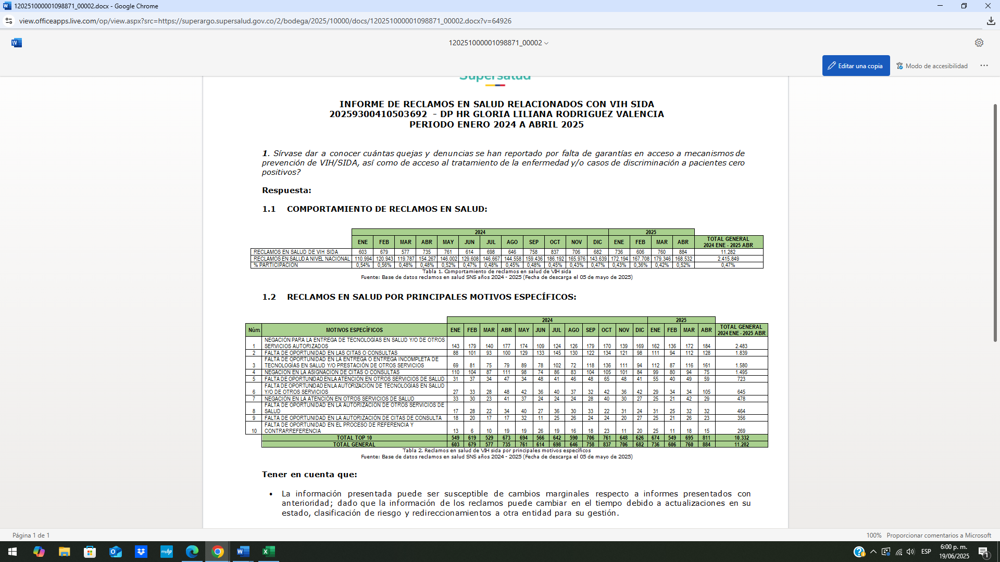 120251000001098871_00002.docx - Google Chrome
view.officeapps.live.com/op/view.aspx?src=https://superargo.supersalud.gov.co/2/bodega/2025/10000/docs/120251000001098871_00002.docx?v=64926
120251000001098871_00002
Editar una copia
Modo de accesibilidad
Supersalud
INFORME DE RECLAMOS EN SALUD RELACIONADOS CON VIH SIDA
20259300410503692 - DP HR GLORIA LILIANA RODRIGUEZ VALENCIA
PERIODO ENERO 2024 A ABRIL 2025
1. Sírvase dar a conocer cuántas quejas y denuncias se han reportado por falta de garantías en acceso a mecanismos de
prevención de VIH/SIDA, así como de acceso al tratamiento de la enfermedad y/o casos de discriminación a pacientes cero
positivos?
Respuesta:
1.1 COMPORTAMIENTO DE RECLAMOS EN SALUD:
2024 2025
ENE FEB MAR ABR MAY JUN JUL AGO SEP OCT NOV DIC ENE FEB MAR ABR TOTAL GENERAL
2024 ENE - 2025 ABR
RECLAMOS EN SALUD DE VIH SIDA 603 679 577 735 761 614 698 646 758 837 706 682 736 606 760 884 11.282
RECLAMOS EN SALUD A NIVEL NACIONAL 110.994 120.943 119.787 154.267 146.002 129.608 146.667 144.558 159.436 186.192 165.976 143.639 172.194 167.708 179.346 168.532 2.415.849
% PARTICIPACION 0,54% 0,56% 0,48% 0,48% 0,52% 0,47% 0,48% 0,45% 0,48% 0,45% 0,43% 0,47% 0,43% 0,36% 0,42% 0,52% 0,47%
Tabla 1. Comportamiento de reclamos en salud de VIH sida
Fuente: Base de datos reclamos en salud SNS años 2024 - 2025 (Fecha de descarga el 05 de mayo de 2025)
1.2 RECLAMOS EN SALUD POR PRINCIPALES MOTIVOS ESPECÍFICOS:
2024 2025
Núm MOTIVOS ESPECÍFICOS ENE FEB MAR ABR MAY JUN JUL AGO SEP OCT NOV DIC ENE FEB MAR ABR TOTAL GENERAL
2024 ENE - 2025 ABR
NEGACIÓN PARA LA ENTREGA DE TECNOLOGÍAS EN SALUD Y/O DE OTROS
1 SERVICIOS AUTORIZADOS 143 179 140 177 174 109 124 126 179 170 139 169 162 136 172 184 2.483
2 FALTA DE OPORTUNIDAD EN LAS CITAS O CONSULTAS 88 101 93 100 129 133 145 130 122 134 121 98 111 94 112 128 1.839
FALTA DE OPORTUNIDAD EN LA ENTREGA O ENTREGA INCOMPLETA DE
3 TECNOLOGÍAS EN SALUD Y/O PRESTACIÓN DE OTROS SERVICIOS 69 81 75 79 89 78 102 72 118 136 111 94 112 87 116 161 1.580
4 NEGACION EN LA ASIGNACION DE CITAS O CONSULTAS 110 104 87 111 98 74 86 83 104 105 101 84 99 80 94 75 1.495
5 FALTA DE OPORTUNIDAD EN LA ATENCIÓN EN OTROS SERVICIOS DE SALUD 31 37 34 47 34 48 41 46 48 65 48 41 55 40 49 59 723
FALTA DE OPORTUNIDAD EN LA AUTORIZACION DE TECNOLOGÍAS EN SALUD
6 Y/O DE OTROS SERVICIOS 27 33 28 48 42 36 40 37 32 42 36 42 29 34 34 105 645
7 NEGACIÓN EN LA ATENCIÓN EN OTROS SERVICIOS DE SALUD 33 30 23 41 37 24 24 24 28 40 30 27 25 21 42 29 478
FALTA DE OPORTUNIDAD EN LA AUTORIZACION DE OTROS SERVICIOS DE
8 SALUD 17 28 22 34 40 27 36 30 33 22 31 24 31 25 32 32 464
9 FALTA DE OPORTUNIDAD EN LA AUTORIZACIÓN DE CITAS DE CONSULTA 18 20 17 17 32 11 25 26 24 24 20 27 25 21 26 23 356
FALTA DE OPORTUNIDAD EN EL PROCESO DE REFERENCIA Y
10 CONTRARREFERENCIA 13 6 10 19 19 26 19 16 18 23 11 20 25 11 18 15 269
TOTAL TOP 10 549 619 529 673 694 566 642 590 706 761 648 626 674 549 695 811 10.332
TOTAL GENERAL 603 679 577 735 761 614 698 646 758 837 706 682 736 606 760 884 11.282
Tabla 2. Reclamos en salud de VIH sida por principales motivos específicos
Fuente: Base de datos reclamos en salud SNS años 2024 - 2025 (Fecha de descarga el 05 de mayo de 2025)
Tener en cuenta que:
• La información presentada puede ser susceptible de cambios marginales respecto a informes presentados con
anterioridad; dado que la información de los reclamos puede cambiar en el tiempo debido a actualizaciones en su
estado, clasificación de riesgo y redireccionamientos a otra entidad para su gestión.
Página 1 de 1
100% Proporcionar comentarios a Microsoft
ESP
6:00 p. m.
19/06/2025
1